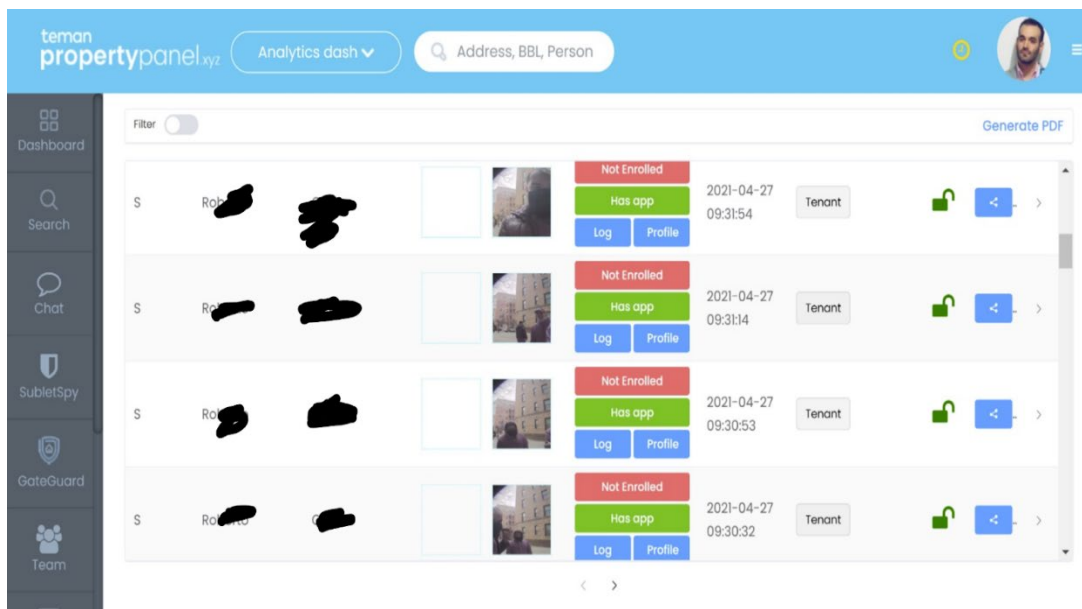 teman
propertypanel.xyz
Analytics dash
Address, BBL, Person
Dashboard
Search
Chat
SubletSpy
GateGuard
Team
Filter
Generate PDF
S
Not Enrolled
Has app
Log Profile
2021-04-27
09:31:54
Tenant
S
Not Enrolled
Has app
Log Profile
2021-04-27
09:31:14
Tenant
S
Not Enrolled
Has app
Log Profile
2021-04-27
09:30:53
Tenant
S
Not Enrolled
Has app
Log Profile
2021-04-27
09:30:32
Tenant